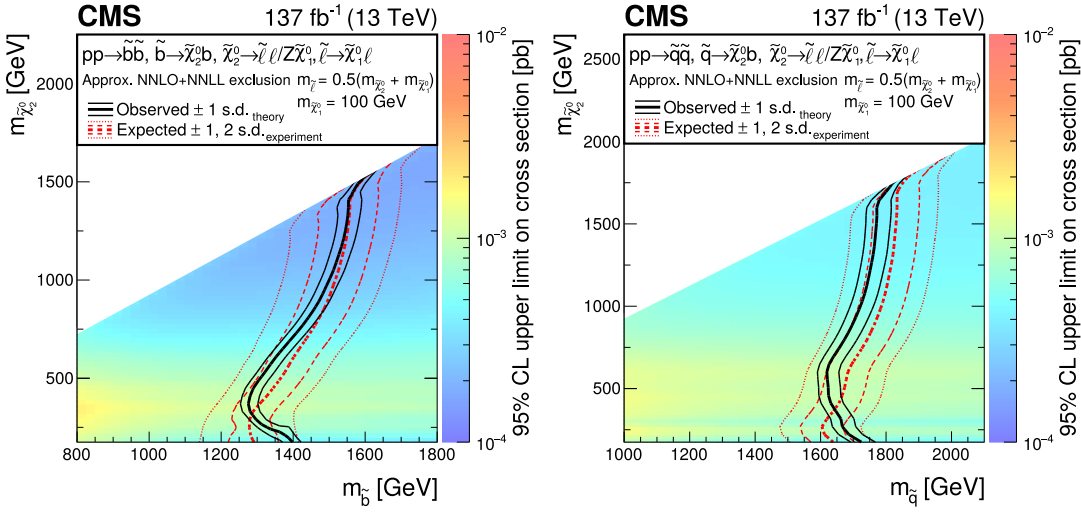 CMS 137 fb⁻¹ (13 TeV)
pp→b̃b̃, b̃→χ̃⁰₂b, χ̃⁰₂→ℓ̃ℓ/Zχ̃⁰₁, ℓ̃→χ̃⁰₁ℓ
Approx. NNLO+NNLL exclusion m_ℓ̃ = 0.5(m_χ̃⁰₂ + m_χ̃⁰₁)
m_χ̃⁰₁ = 100 GeV
Observed ± 1 s.d. theory
Expected ± 1, 2 s.d. experiment
m_χ̃⁰₂ [GeV]
2000
1500
1000
500
800 1000 1200 1400 1600 1800
m_b̃ [GeV]
10⁻²
10⁻³
10⁻⁴
95% CL upper limit on cross section [pb]
CMS 137 fb⁻¹ (13 TeV)
pp→q̃q̃, q̃→χ̃⁰₂b, χ̃⁰₂→ℓ̃ℓ/Zχ̃⁰₁, ℓ̃→χ̃⁰₁ℓ
Approx. NNLO+NNLL exclusion m_ℓ̃ = 0.5(m_χ̃⁰₂ + m_χ̃⁰₁)
m_χ̃⁰₁ = 100 GeV
Observed ± 1 s.d. theory
Expected ± 1, 2 s.d. experiment
m_χ̃⁰₂ [GeV]
2500
2000
1500
1000
500
1000 1200 1400 1600 1800 2000
m_q̃ [GeV]
10⁻²
10⁻³
10⁻⁴
95% CL upper limit on cross section [pb]